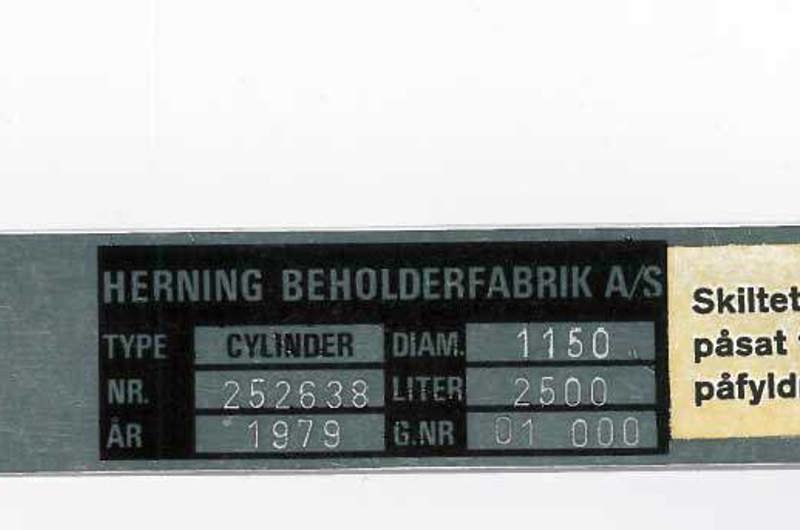 HERNING BEHOLDERFABRIK A/S
TYPE CYLINDER DIAM. 1150
NR. 252638 LITER 2500
ÅR 1979 G.NR 01 000
Skiltet
påsat
påfyld